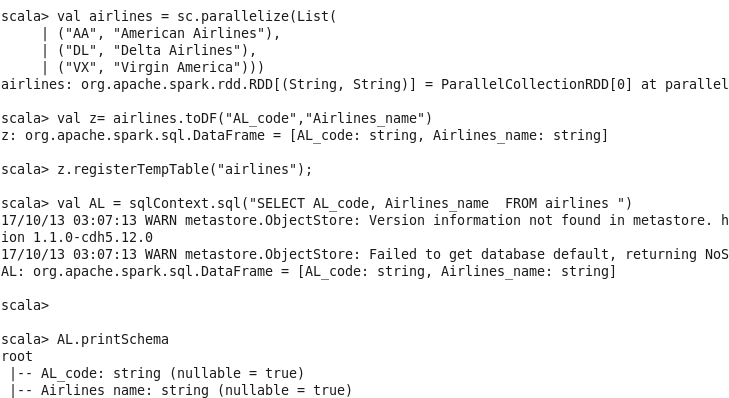 scala> val airlines = sc.parallelize(List(
     | ("AA", "American Airlines"),
     | ("DL", "Delta Airlines"),
     | ("VX", "Virgin America")))
airlines: org.apache.spark.rdd.RDD[(String, String)] = ParallelCollectionRDD[0] at parallel
scala> val z= airlines.toDF("AL_code","Airlines_name")
z: org.apache.spark.sql.DataFrame = [AL_code: string, Airlines_name: string]
scala> z.registerTempTable("airlines");
scala> val AL = sqlContext.sql("SELECT AL_code, Airlines_name  FROM airlines ")
17/10/13 03:07:13 WARN metastore.ObjectStore: Version information not found in metastore. h
ion 1.1.0-cdh5.12.0
17/10/13 03:07:13 WARN metastore.ObjectStore: Failed to get database default, returning NoS
AL: org.apache.spark.sql.DataFrame = [AL_code: string, Airlines_name: string]
scala>
scala> AL.printSchema
root
 |-- AL_code: string (nullable = true)
 |-- Airlines name: string (nullable = true)